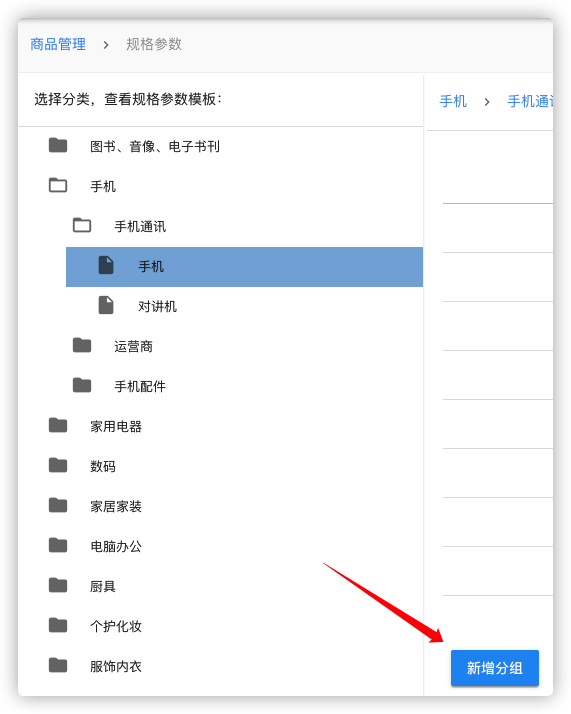 商品管理 > 规格参数
选择分类，查看规格参数模板：
手机 > 手机通
图书、音像、电子书刊
手机
手机通讯
手机
对讲机
运营商
手机配件
家用电器
数码
家居家装
电脑办公
厨具
个护化妆
服饰内衣
新增分组